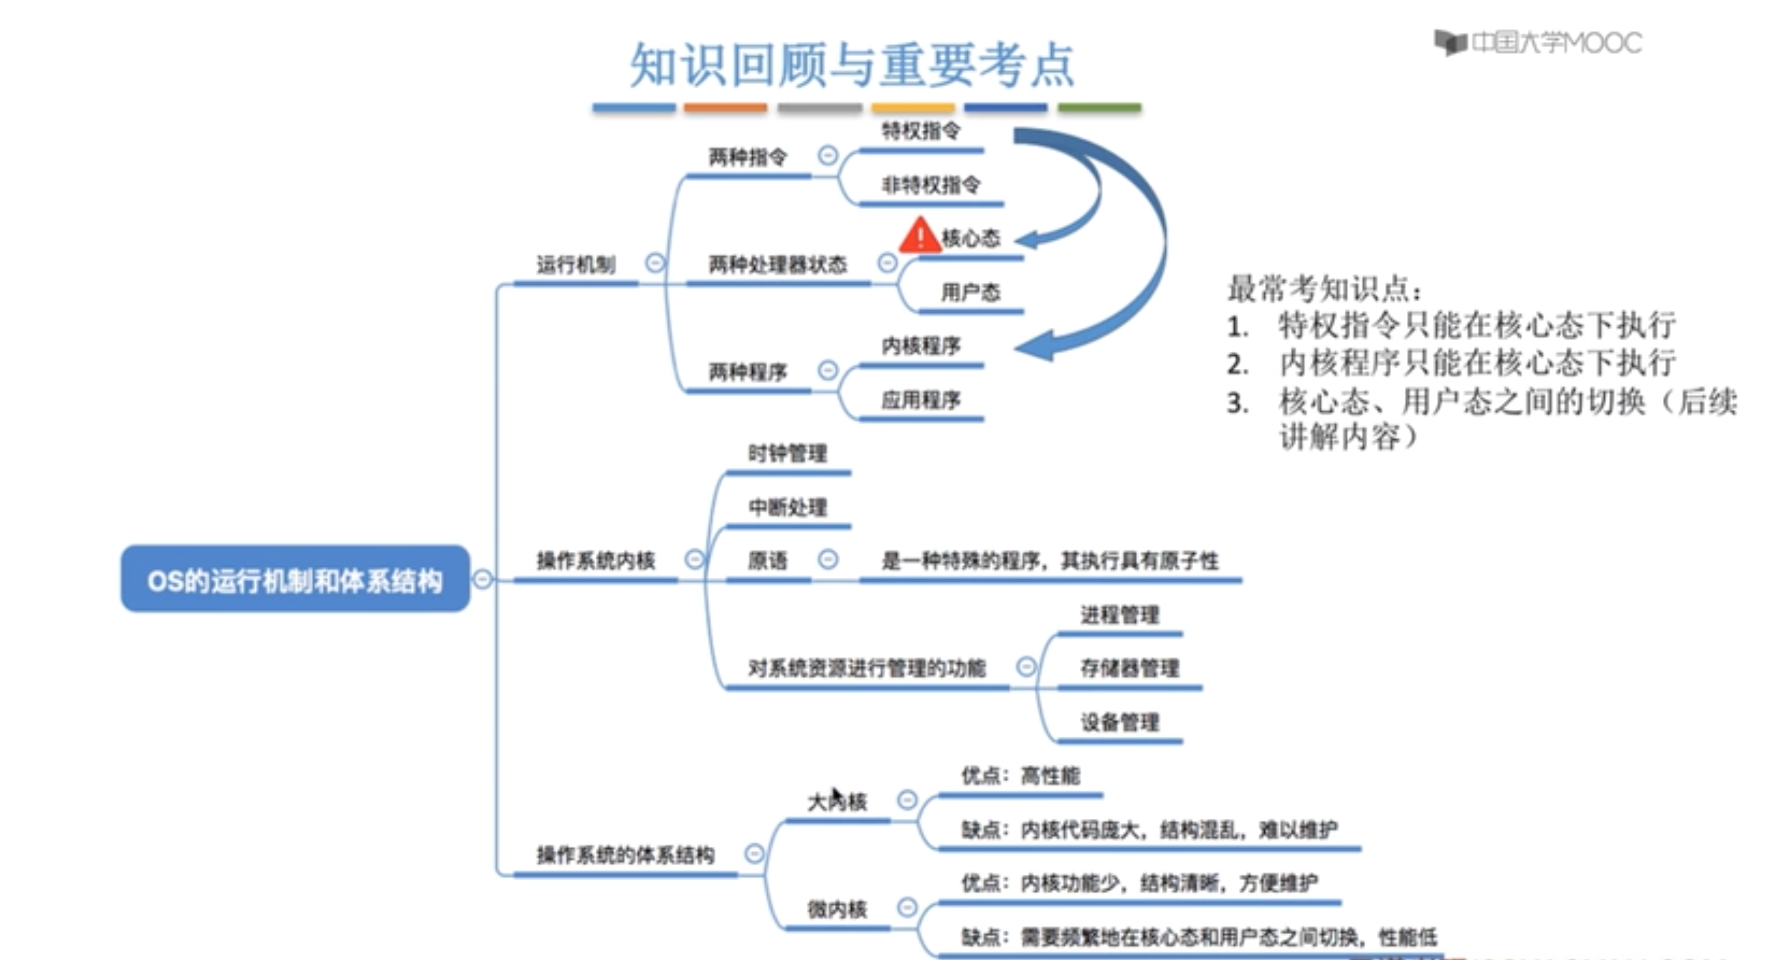 中国大学MOOC
知识回顾与重要考点
特权指令
两种指令
非特权指令
核心态
运行机制
两种处理器状态
用户态
内核程序
两种程序
应用程序
最常考知识点：
1. 特权指令只能在核心态下执行
2. 内核程序只能在核心态下执行
3. 核心态、用户态之间的切换（后续
讲解内容）
时钟管理
中断处理
OS的运行机制和体系结构
操作系统内核
原语
是一种特殊的程序，其执行具有原子性
进程管理
对系统资源进行管理的功能
存储器管理
设备管理
优点：高性能
大内核
缺点：内核代码庞大，结构混乱，难以维护
操作系统的体系结构
优点：内核功能少，结构清晰，方便维护
微内核
缺点：需要频繁地在核心态和用户态之间切换，性能低